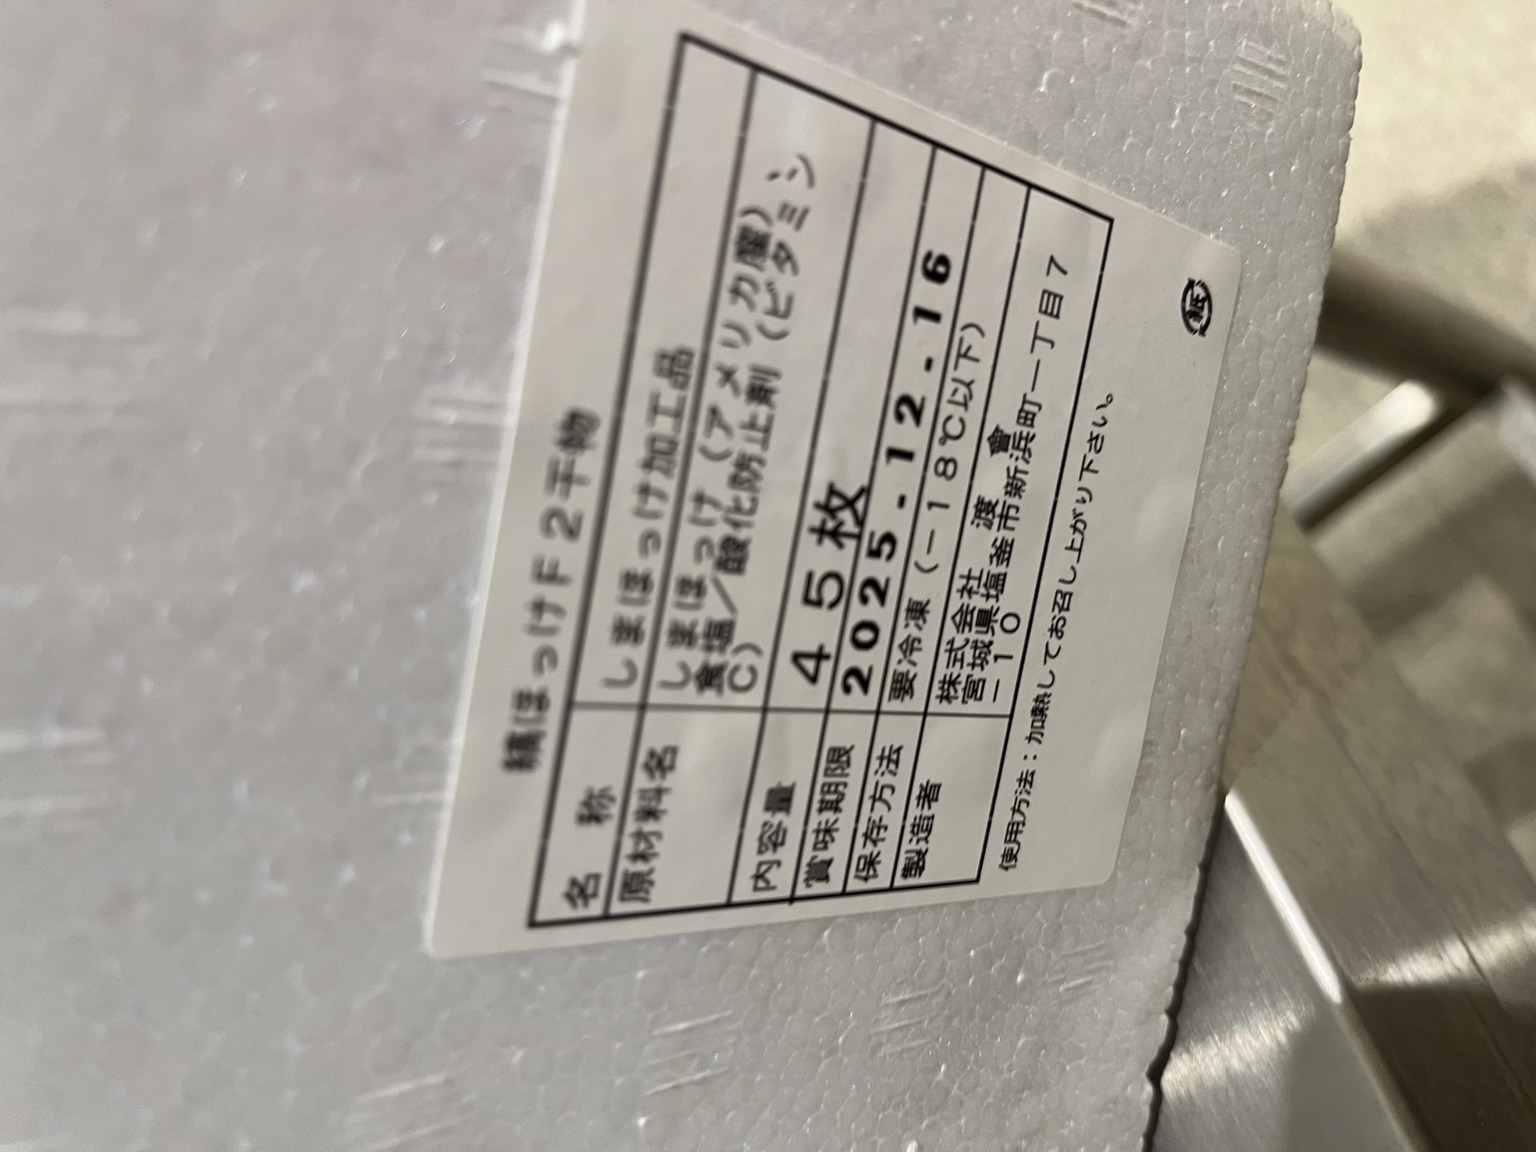 縞ほっけＦ２干物
名　称　しまほっけ加工品
原材料名　しまほっけ（アメリカ産）
食塩／酸化防止剤（ビタミン
Ｃ）
内容量　４５枚
賞味期限　2025.12.16
保存方法　要冷凍（－１８℃以下）
製造者　株式会社　渡　會
宮城県塩釜市新浜町一丁目７
－１０
使用方法：加熱してお召し上がり下さい。
紙